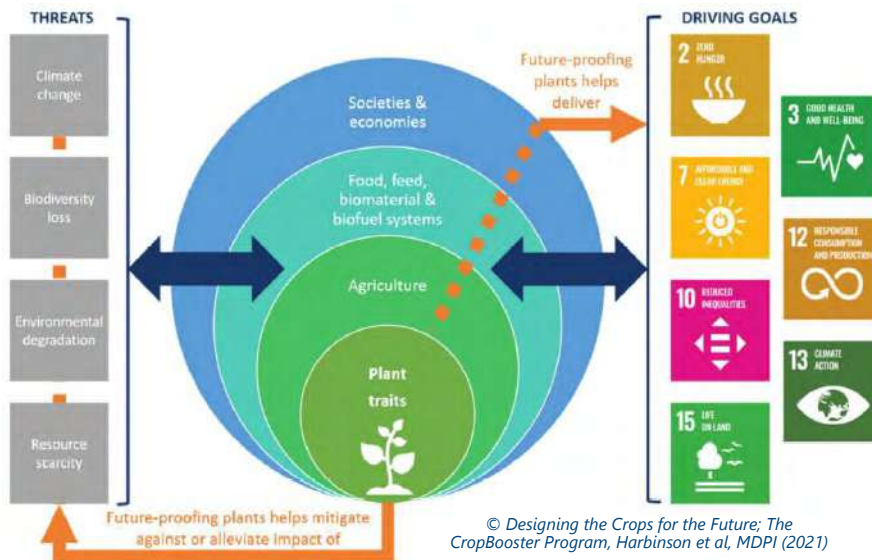 THREATS
Climate
change
Biodiversity
loss
Environmental
degradation
Resource
scarcity
Societies &
economies
Food, feed,
biomaterial &
biofuel systems
Agriculture
Plant
traits
Future-proofing
plants helps
deliver
DRIVING GOALS
2 ZERO
HUNGER
3 GOOD HEALTH
AND WELL-BEING
7 AFFORDABLE AND
CLEAN ENERGY
12 RESPONSIBLE
CONSUMPTION
AND PRODUCTION
10 REDUCED
INEQUALITIES
13 CLIMATE
ACTION
15 LIFE
ON LAND
Future-proofing plants helps mitigate
against or alleviate impact of
© Designing the Crops for the Future; The
CropBooster Program, Harbinson et al, MDPI (2021)